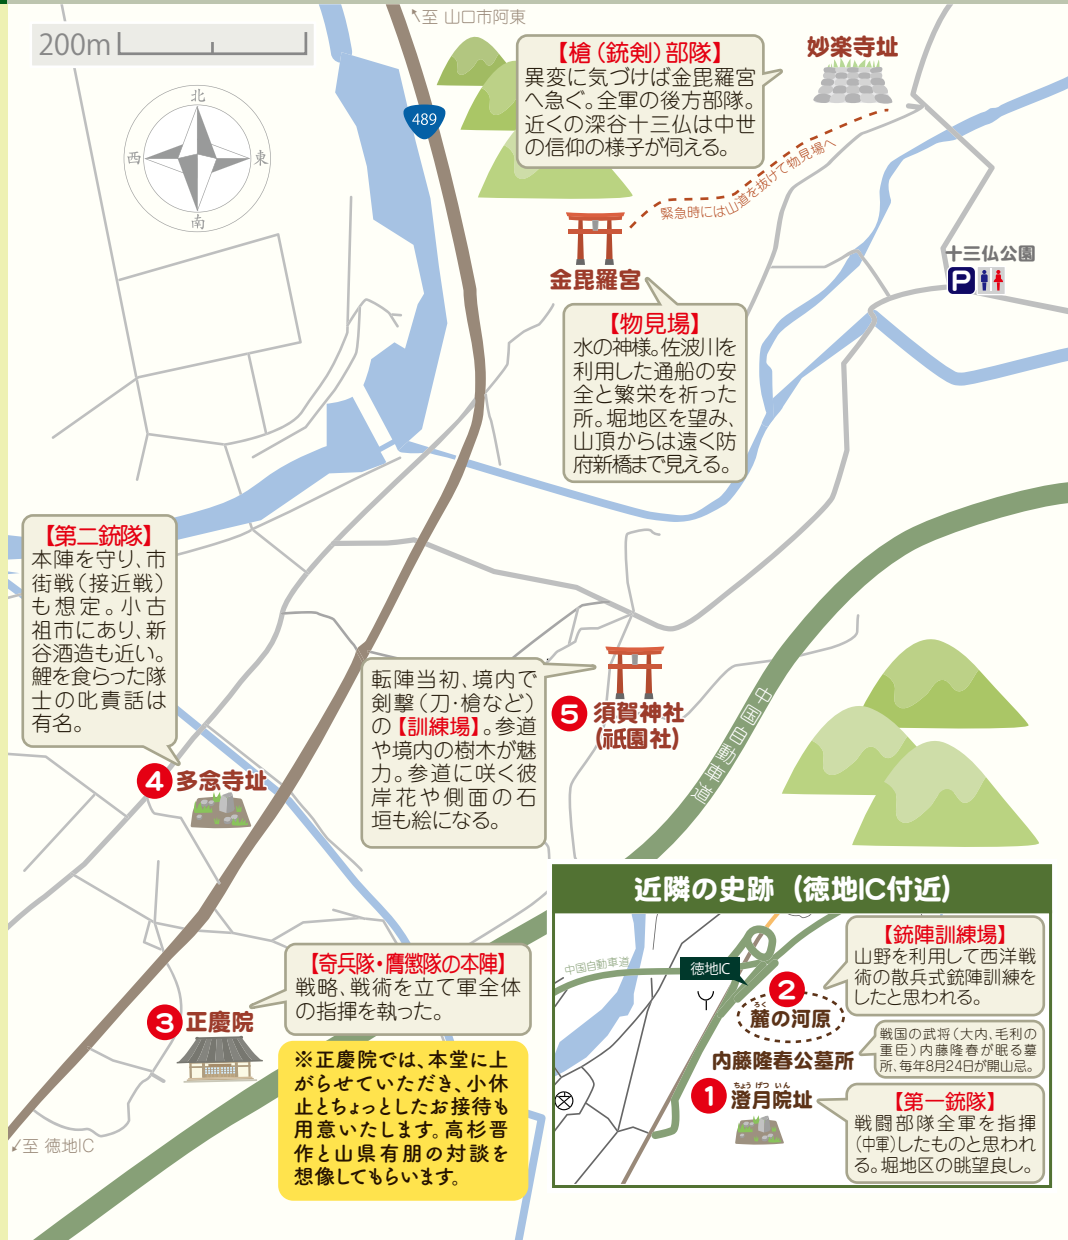 200m
至 山口市阿東
北
西
東
南
489
【槍（銃剣）部隊】
異変に気づけば金毘羅宮
へ急ぐ。全軍の後方部隊。
近くの深谷十三仏は中世
の信仰の様子が伺える。
妙楽寺址
緊急時には山道を抜けて物見場へ
十三仏公園
P
金毘羅宮
【物見場】
水の神様。佐波川を
利用した通船の安
全と繁栄を祈った
所。堀地区を望み、
山頂からは遠く防
府新橋まで見える。
【第二銃隊】
本陣を守り、市
街戦（接近戦）
も想定。小古
祖市にあり、新
谷酒造も近い。
鯉を食らった隊
士の叱責話は
有名。
4 多念寺址
転陣当初、境内で
剣撃（刀・槍など）
の【訓練場】。参道
や境内の樹木が魅
力。参道に咲く彼
岸花や側面の石
垣も絵になる。
5 須賀神社
（祇園社）
中国自動車道
【奇兵隊・膺懲隊の本陣】
戦略、戦術を立て軍全体
の指揮を執った。
3 正慶院
※正慶院では、本堂に上
がらせていただき、小休
止とちょっとしたお接待も
用意いたします。高杉晋
作と山県有朋の対談を
想像してもらいます。
至 徳地IC
近隣の史跡（徳地IC付近）
中国自動車道
徳地IC
【銃陣訓練場】
山野を利用して西洋戦
術の散兵式銃陣訓練を
したと思われる。
2
ろく
麓の河原
戦国の武将（大内、毛利の
重臣）内藤隆春が眠る墓
所、毎年8月24日が開山忌。
内藤隆春公墓所
ちょう げつ いん
1 澄月院址
【第一銃隊】
戦闘部隊全軍を指揮
（中軍）したものと思われ
る。堀地区の眺望良し。